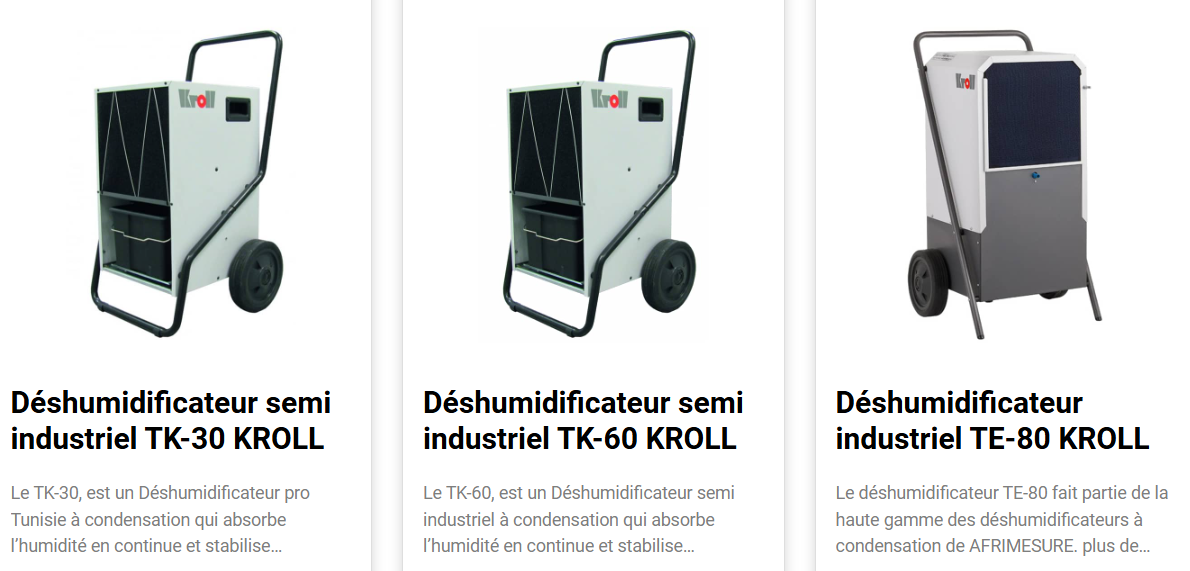 Kroll
Kroll
Kroll
Déshumidificateur semi
industriel TK-30 KROLL
Le TK-30, est un Déshumidificateur pro
Tunisie à condensation qui absorbe
l’humidité en continue et stabilise…
Déshumidificateur semi
industriel TK-60 KROLL
Le TK-60, est un Déshumidificateur semi
industriel à condensation qui absorbe
l’humidité en continue et stabilise…
Déshumidificateur
industriel TE-80 KROLL
Le déshumidificateur TE-80 fait partie de la
haute gamme des déshumidificateurs à
condensation de AFRIMESURE. plus de…